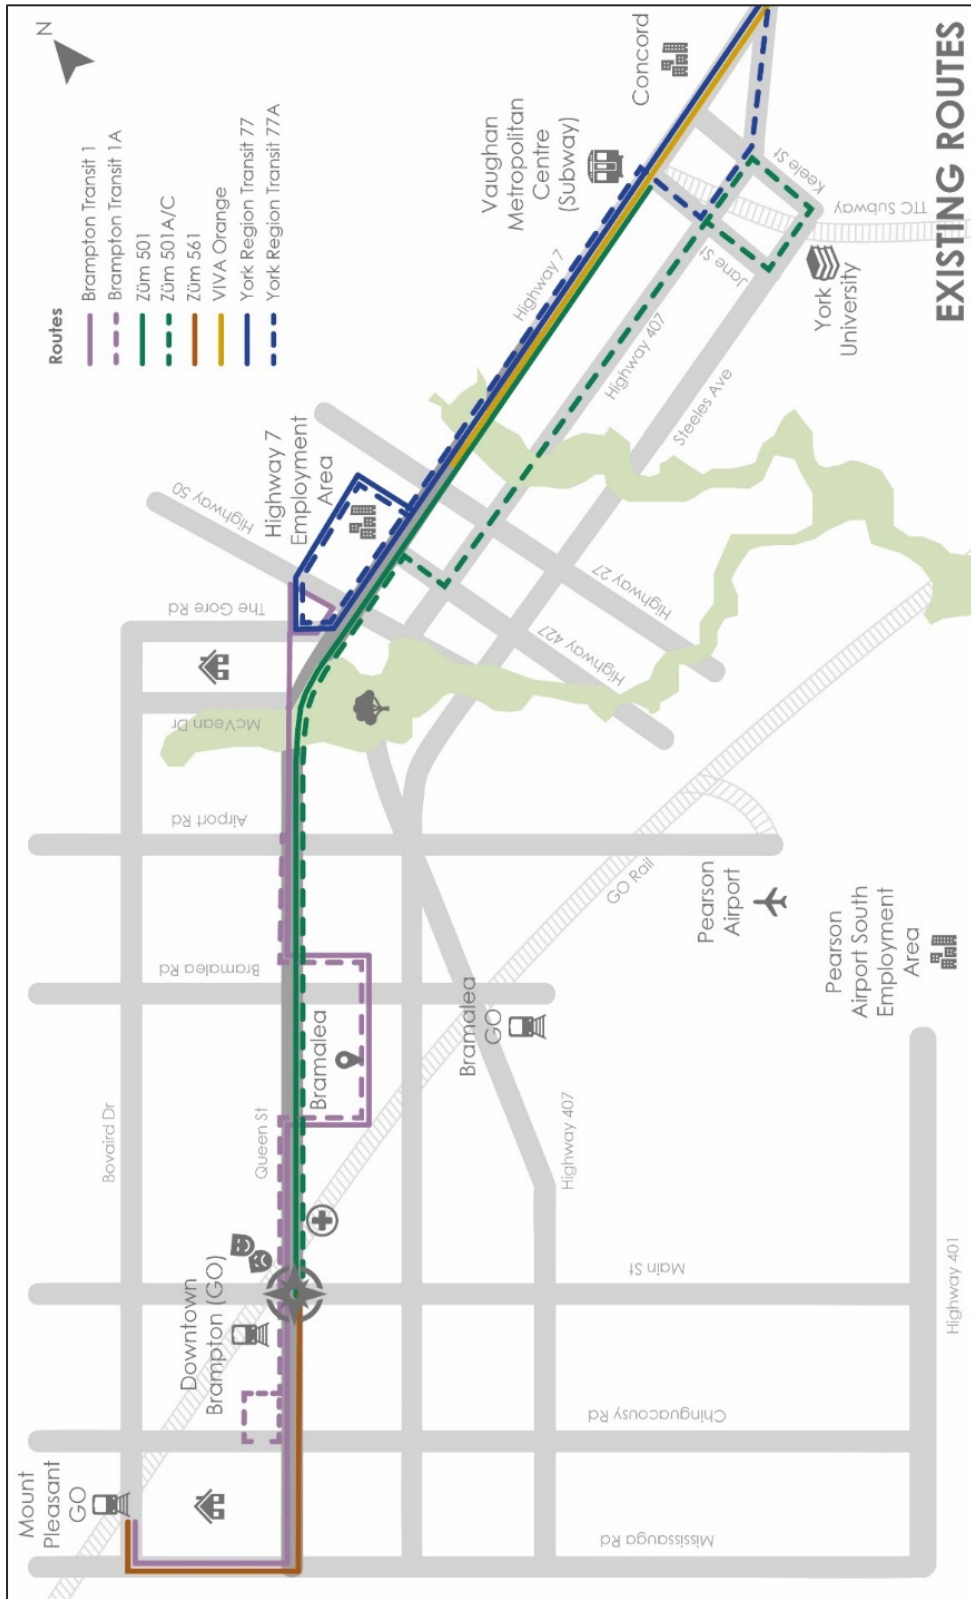 EXISTING ROUTES
N
Routes
Brampton Transit 1
Brampton Transit 1A
Züm 501
Züm 501A/C
Züm 561
VIVA Orange
York Region Transit 77
York Region Transit 77A
Mount
Pleasant
GO
Downtown
Brampton (GO)
Bramalea
Bramalea
GO
Pearson
Airport
Pearson
Airport South
Employment
Area
Highway 7
Employment
Area
Vaughan
Metropolitan
Centre
(Subway)
Concord
York
University
Bovaird Dr
Queen St
Mississauga Rd
Chinguacousy Rd
Main St
Highway 401
Highway 407
Bramalea Rd
Airport Rd
GO Rail
McVean Dr
The Gore Rd
Highway 50
Highway 427
Highway 27
Steeles Ave
Highway 407
Highway 7
Jane St
Keele St
TTC Subway